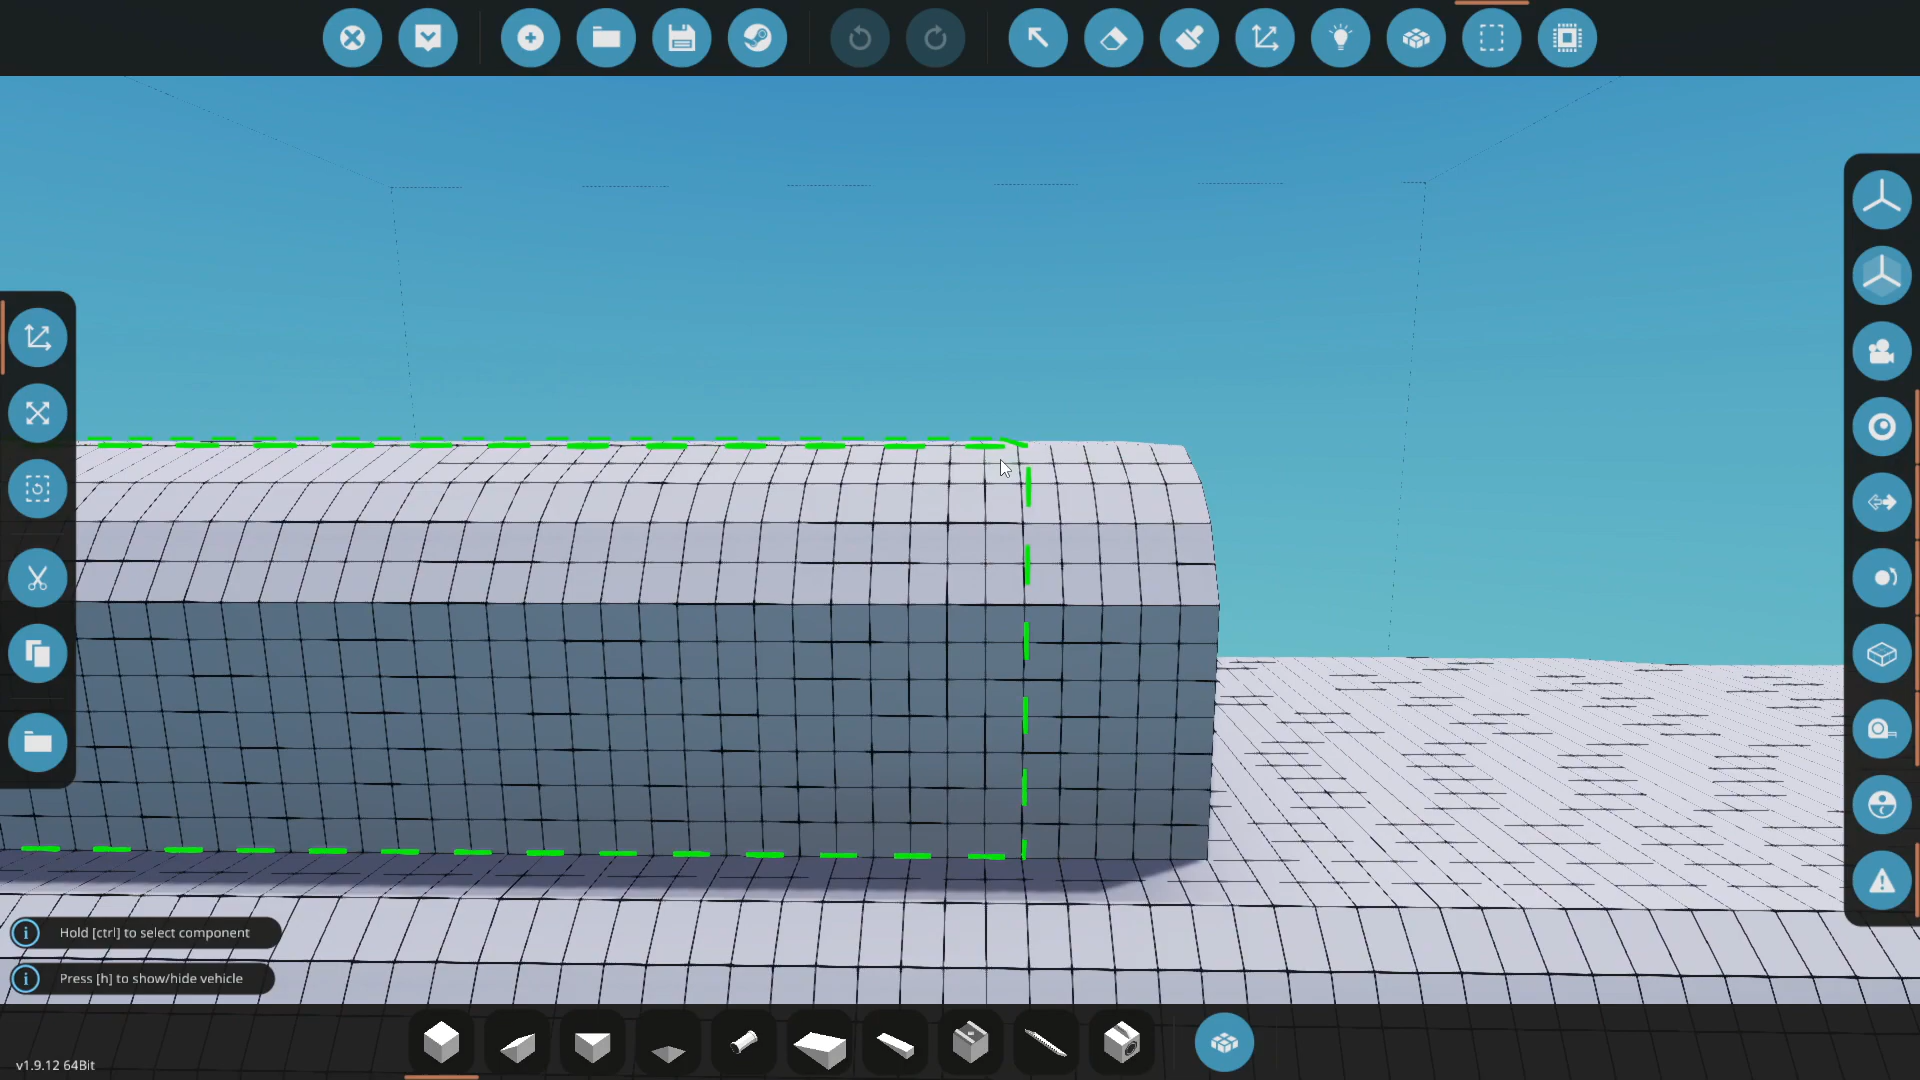 Hold [ctrl] to select component
Press [h] to show/hide vehicle
v1.9.12 64Bit